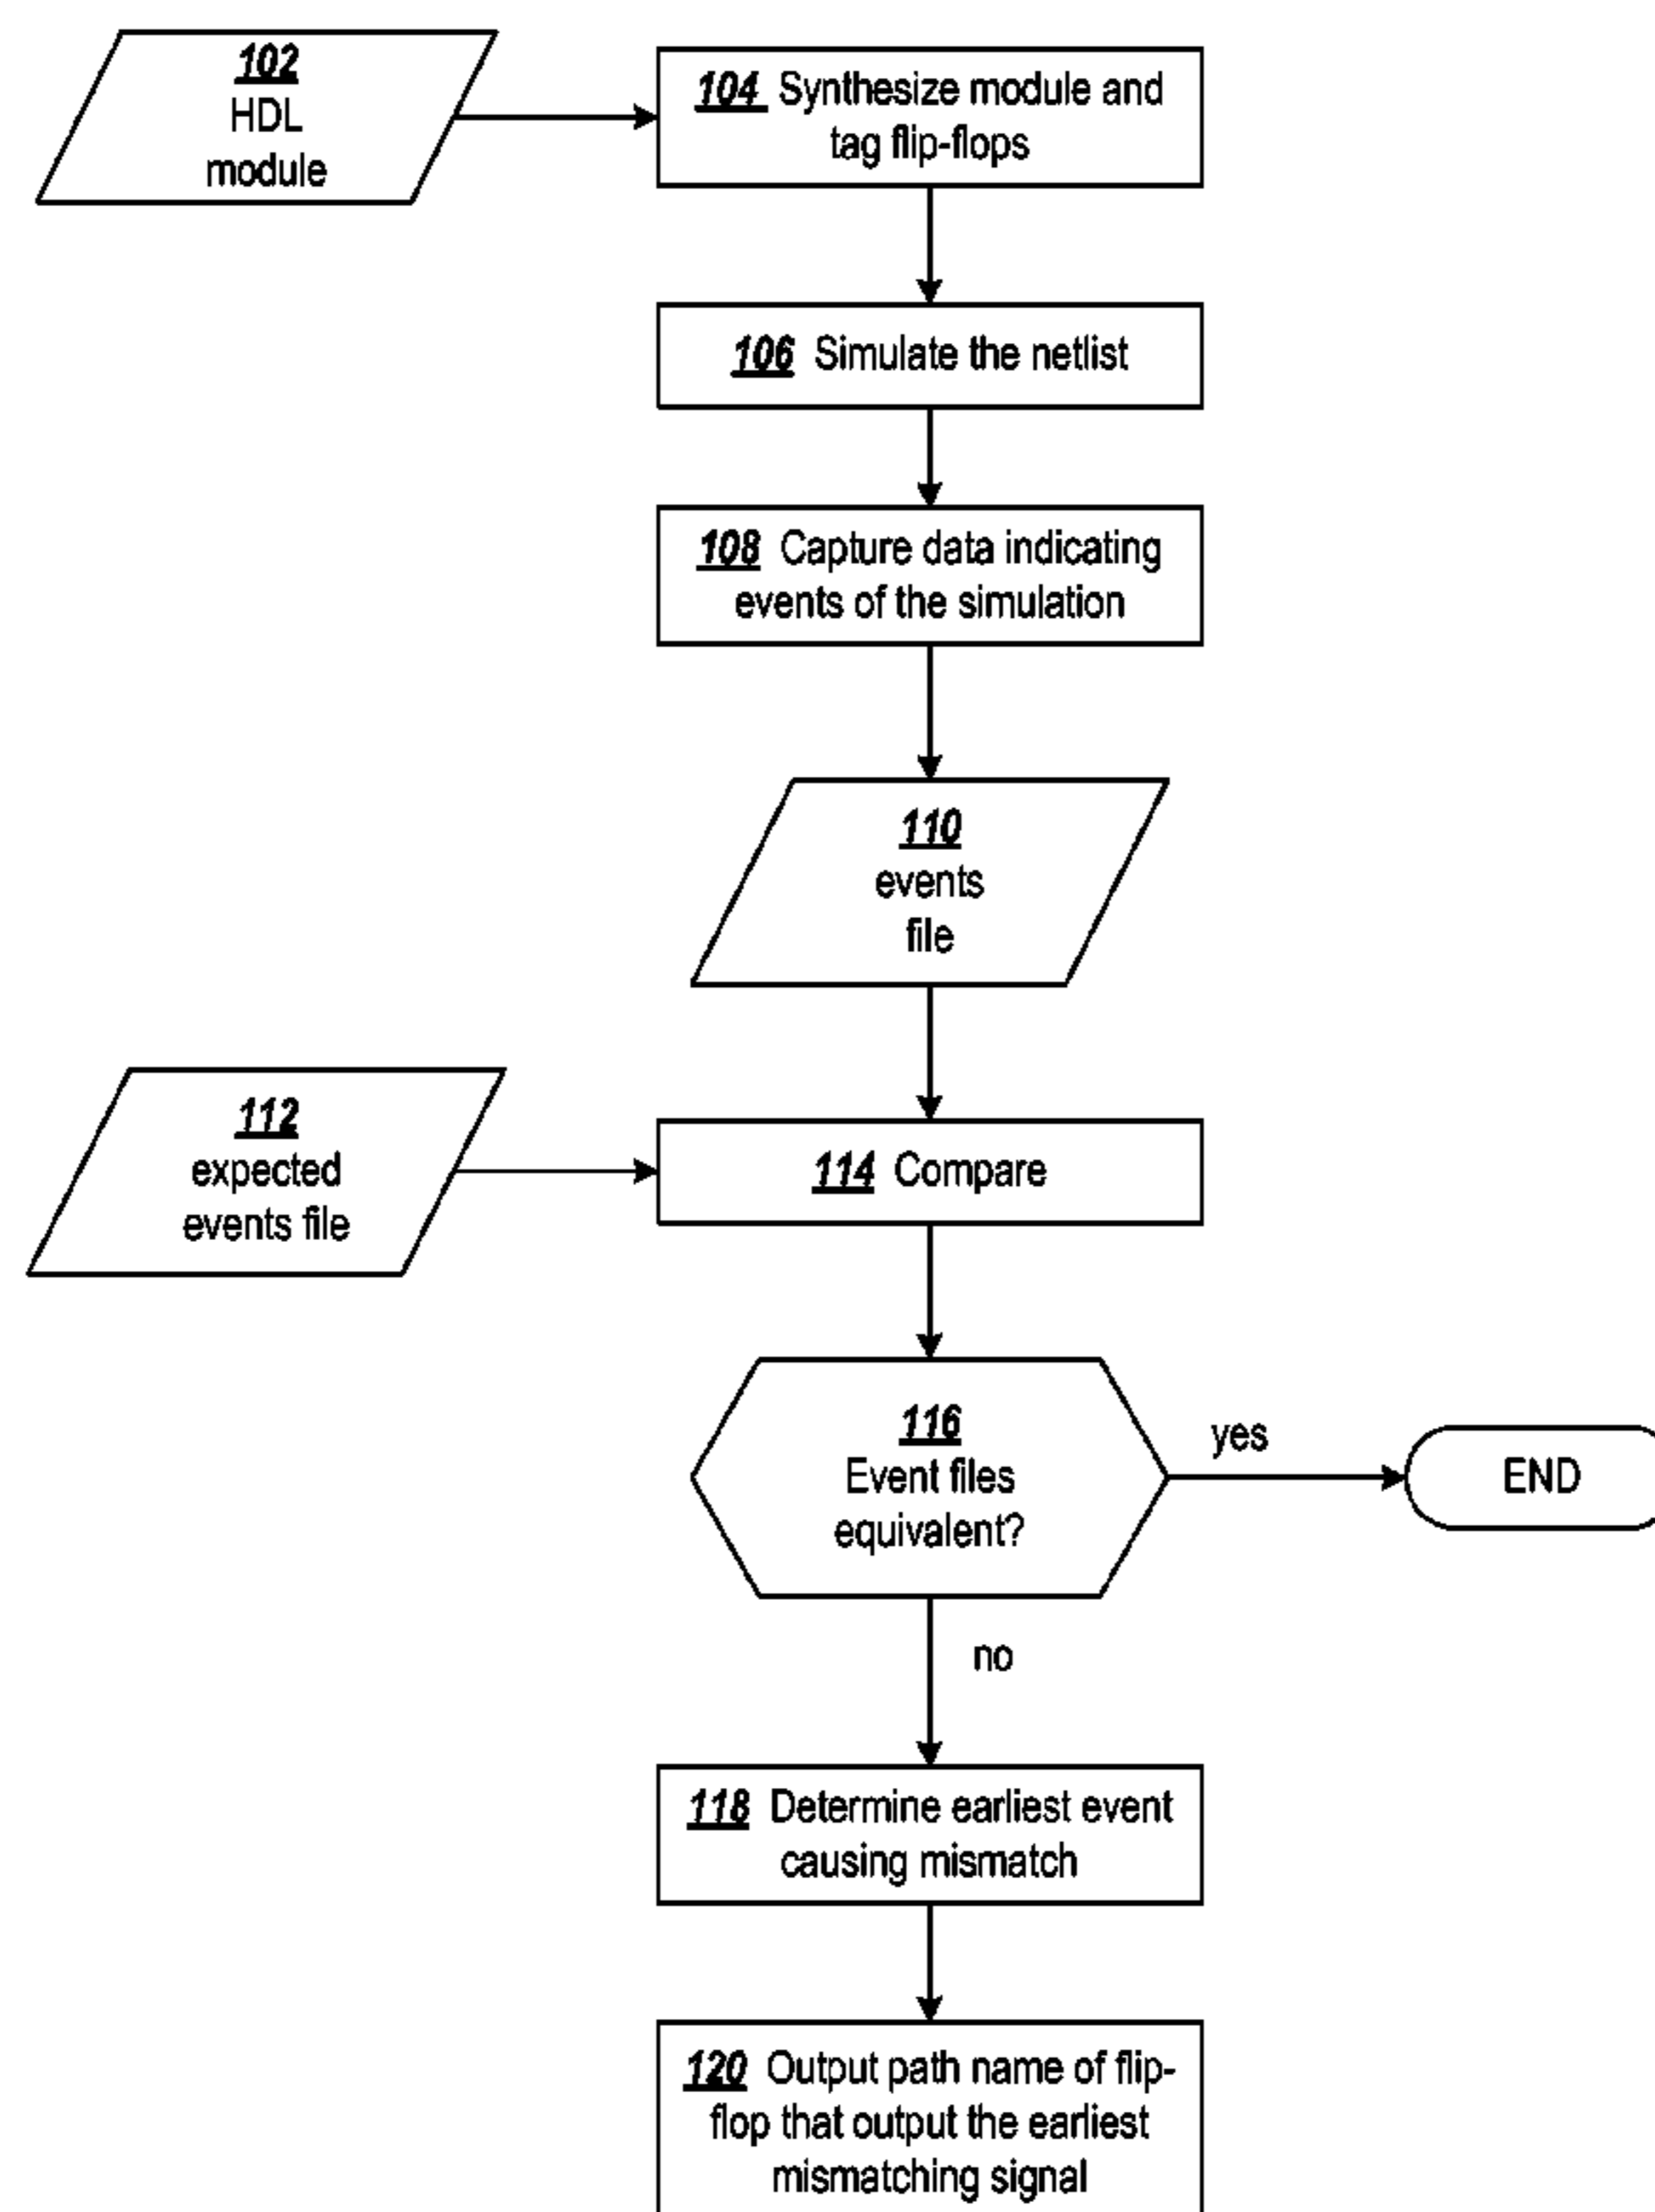 102
HDL
module
104 Synthesize module and
tag flip-flops
106 Simulate the netlist
108 Capture data indicating
events of the simulation
110
events
file
112
expected
events file
114 Compare
116
Event files
equivalent?
yes
END
no
118 Determine earliest event
causing mismatch
120 Output path name of flip-
flop that output the earliest
mismatching signal